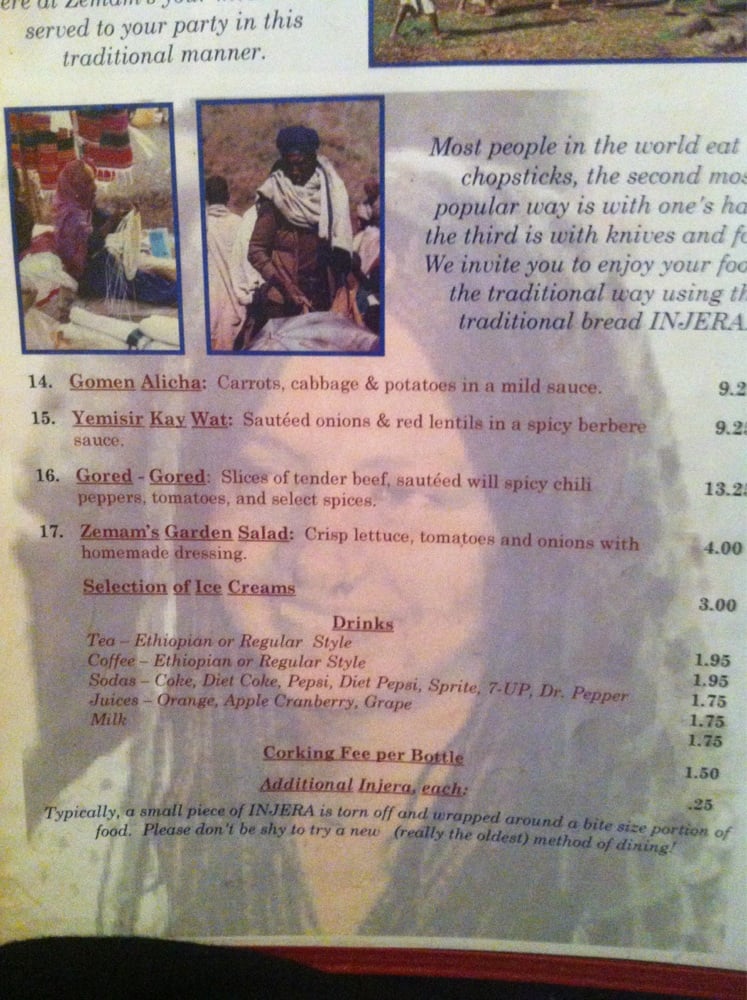 served to your party in this
traditional manner.
Most people in the world eat
chopsticks, the second
popular way is with one's
the third is with knives and
We invite you to enjoy your
the traditional way using
traditional bread INJERA
14. Gomen Alicha: Carrots, cabbage & potatoes in a mild sauce. 9.2
15. Yemisir Kay Wat: Sautéed onions & red lentils in a spicy berbere 9.2
sauce.
16. Gored - Gored: Slices of tender beef, sautéed will spicy chili 13.2
peppers, tomatoes, and select spices.
17. Zemam's Garden Salad: Crisp lettuce, tomatoes and onions with 4.00
homemade dressing.
Selection of Ice Creams 3.00
Drinks
Tea – Ethiopian or Regular Style 1.95
Coffee – Ethiopian or Regular Style 1.95
Sodas – Coke, Diet Coke, Pepsi, Diet Pepsi, Sprite, 7-UP, Dr. Pepper 1.75
Juices – Orange, Apple Cranberry, Grape 1.75
Milk 1.75
Corking Fee per Bottle 1.50
Additional Injera, each: .25
Typically, a small piece of INJERA is torn off and wrapped around a bite size portion of
food. Please don't be shy to try a new (really the oldest) method of dining!